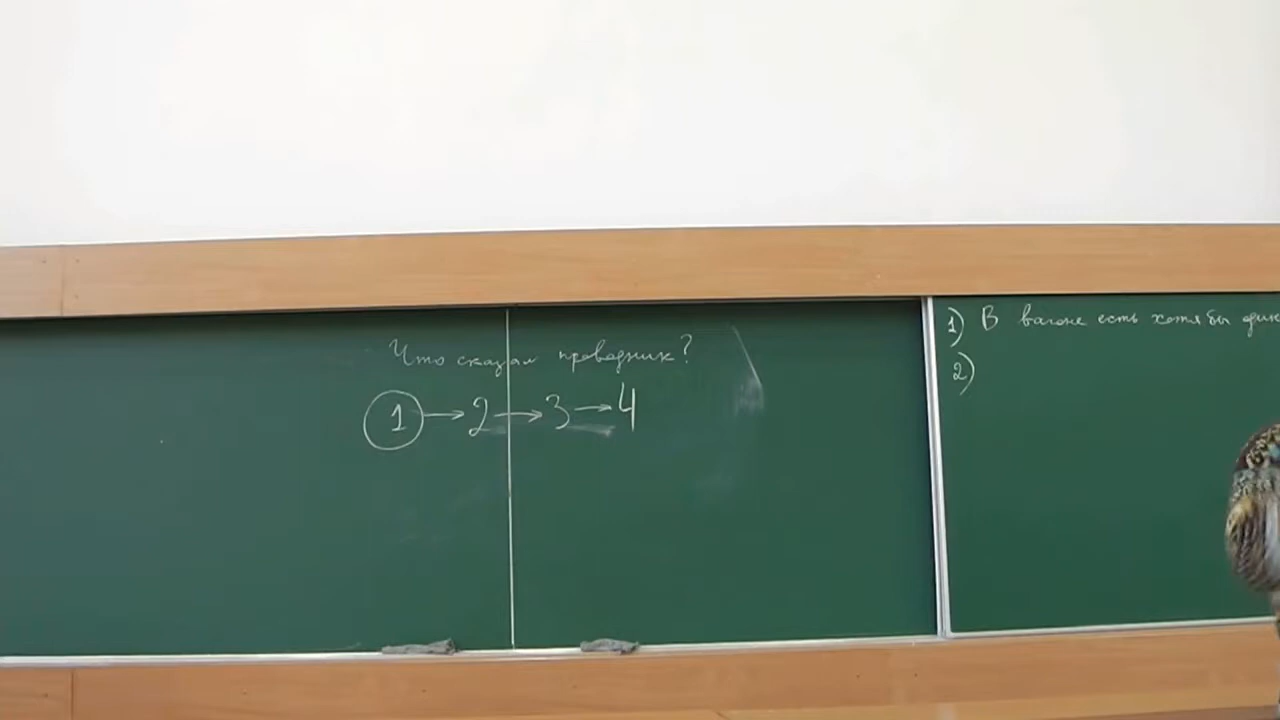 Что сказал проводник?
1 → 2 → 3 → 4
1) В вагоне есть хотя бы один
2)